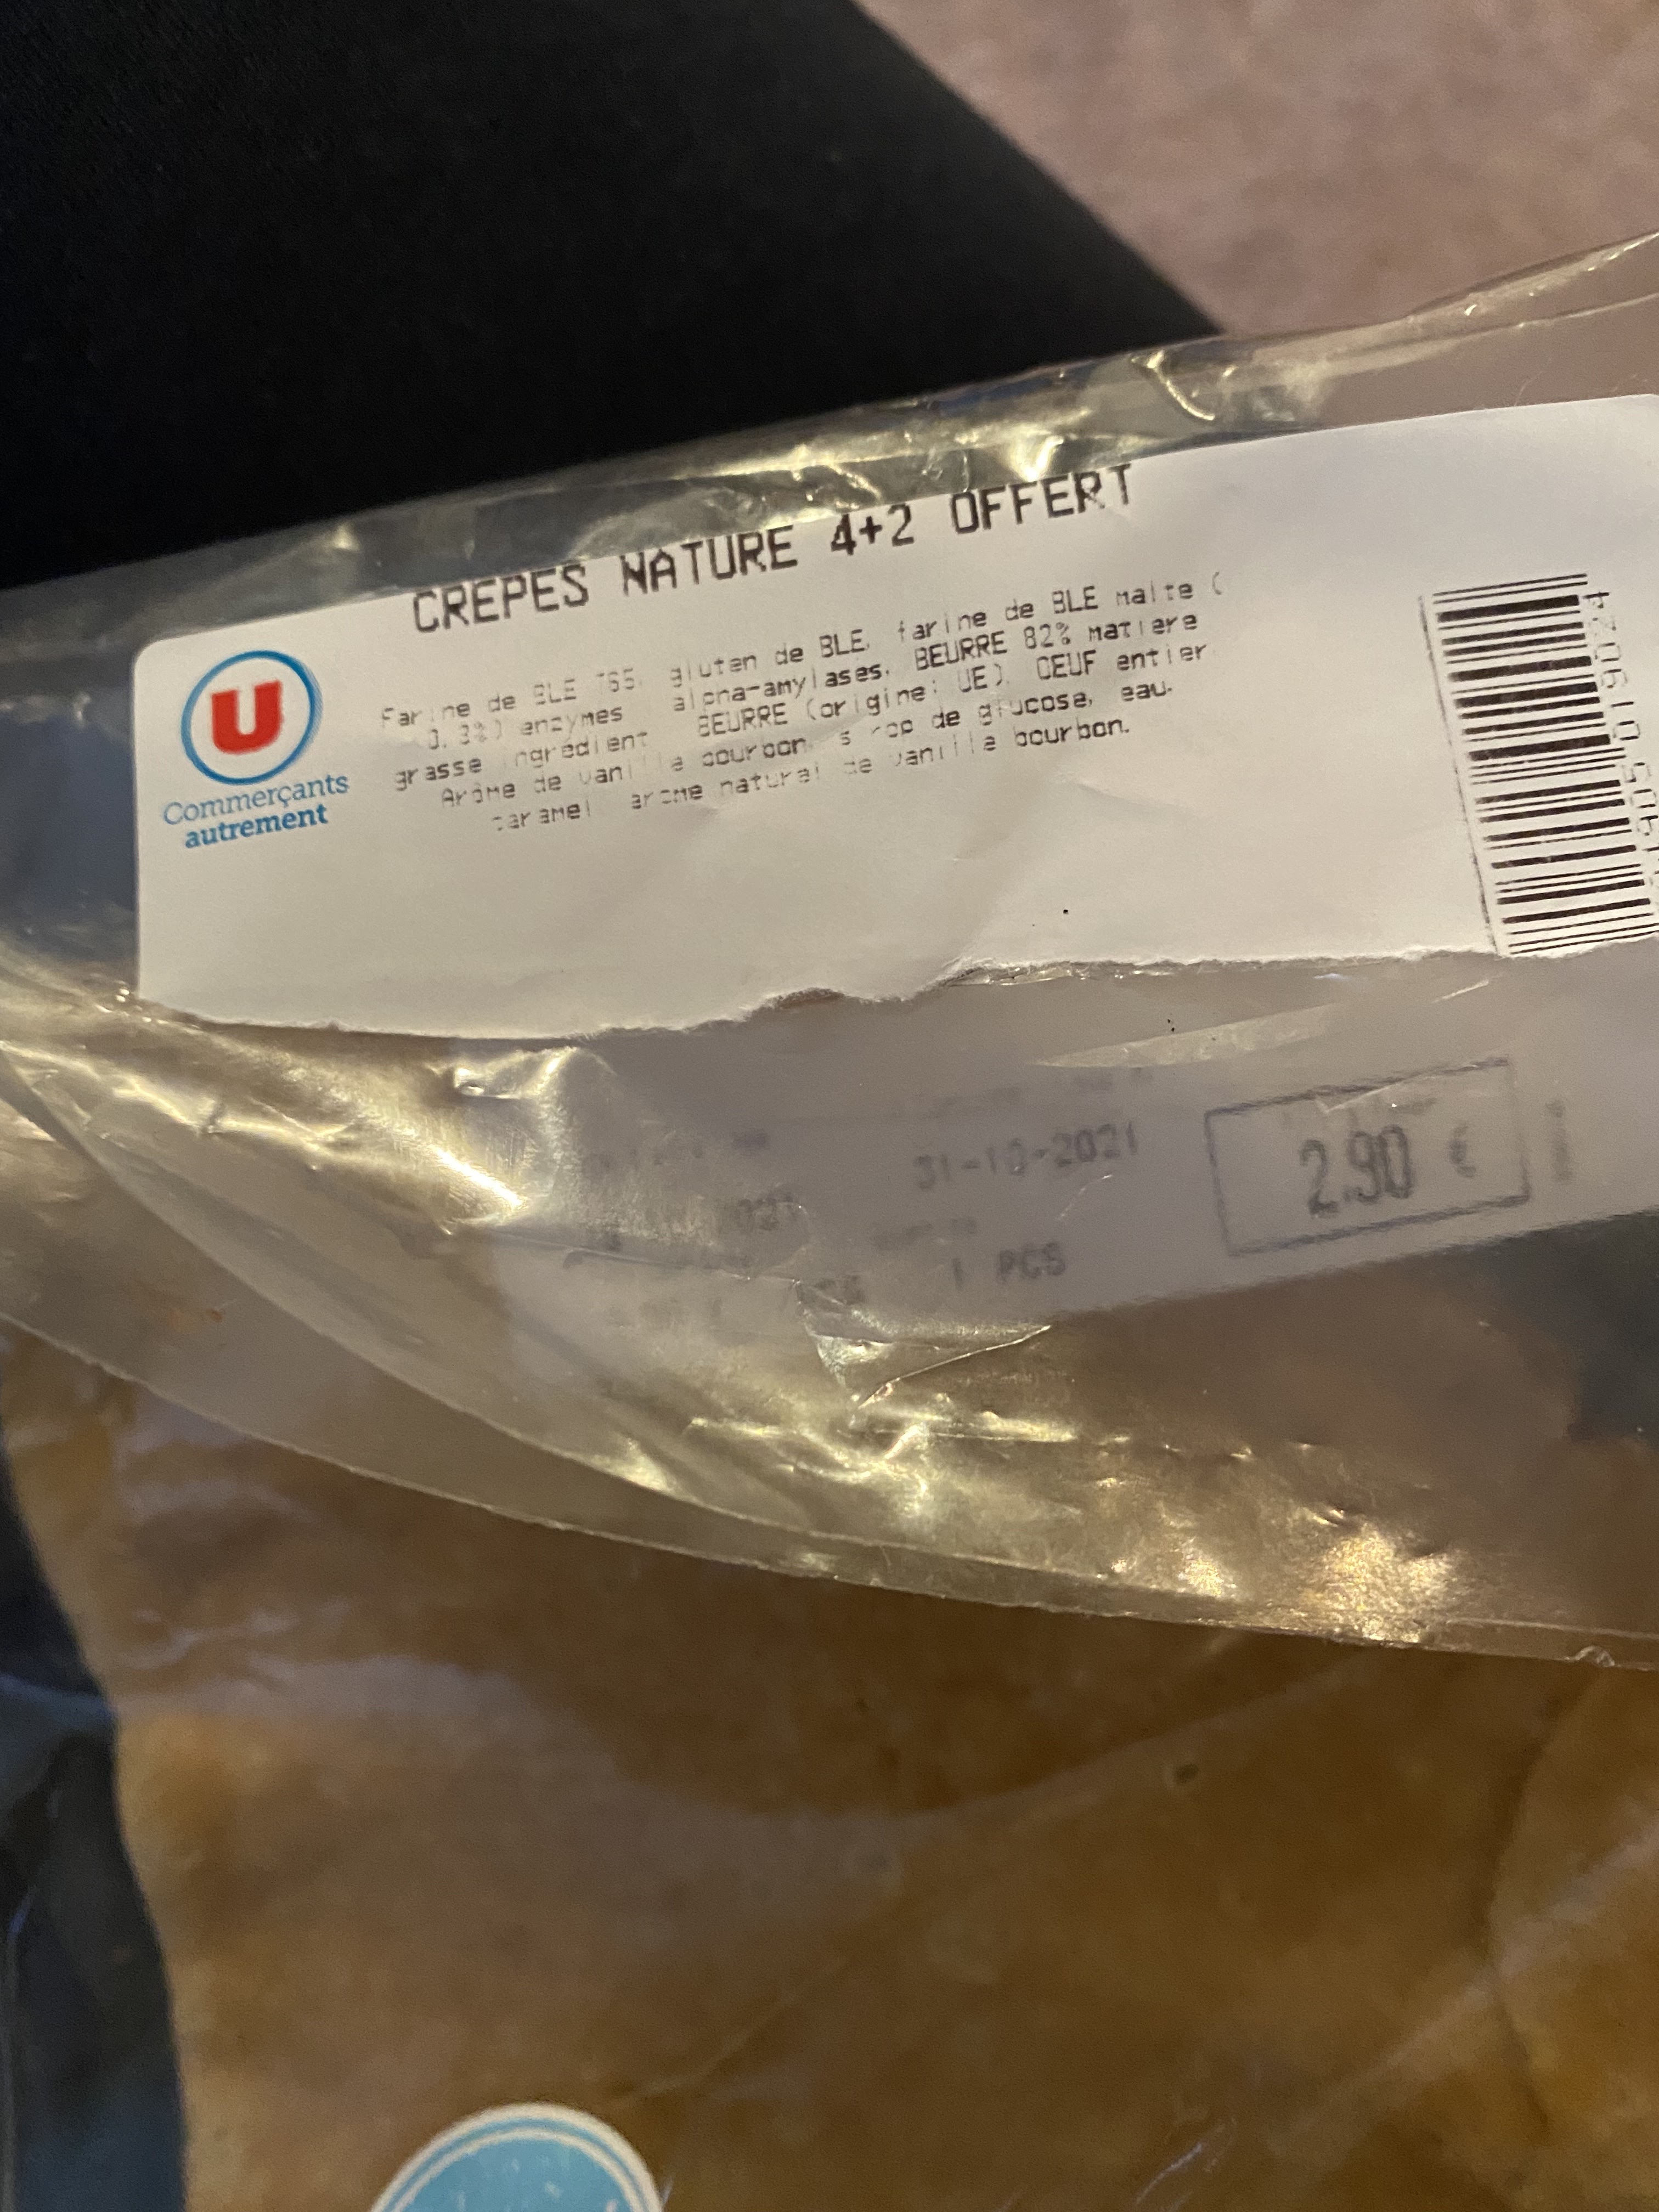 CREPES NATURE 4+2 OFFERT
U
Commerçants
autrement
Farine de BLE T65, gluten de BLE, farine de BLE malte (
0.3%) enzymes : alpha-amylases, BEURRE 82% matiere
grasse ingrédient : BEURRE (origine: UE), OEUF entier
Arôme de vanille bourbon, sirop de glucose, eau,
caramel, arome naturel de vanille bourbon.
31-10-2021
2.90 €
1 PCS